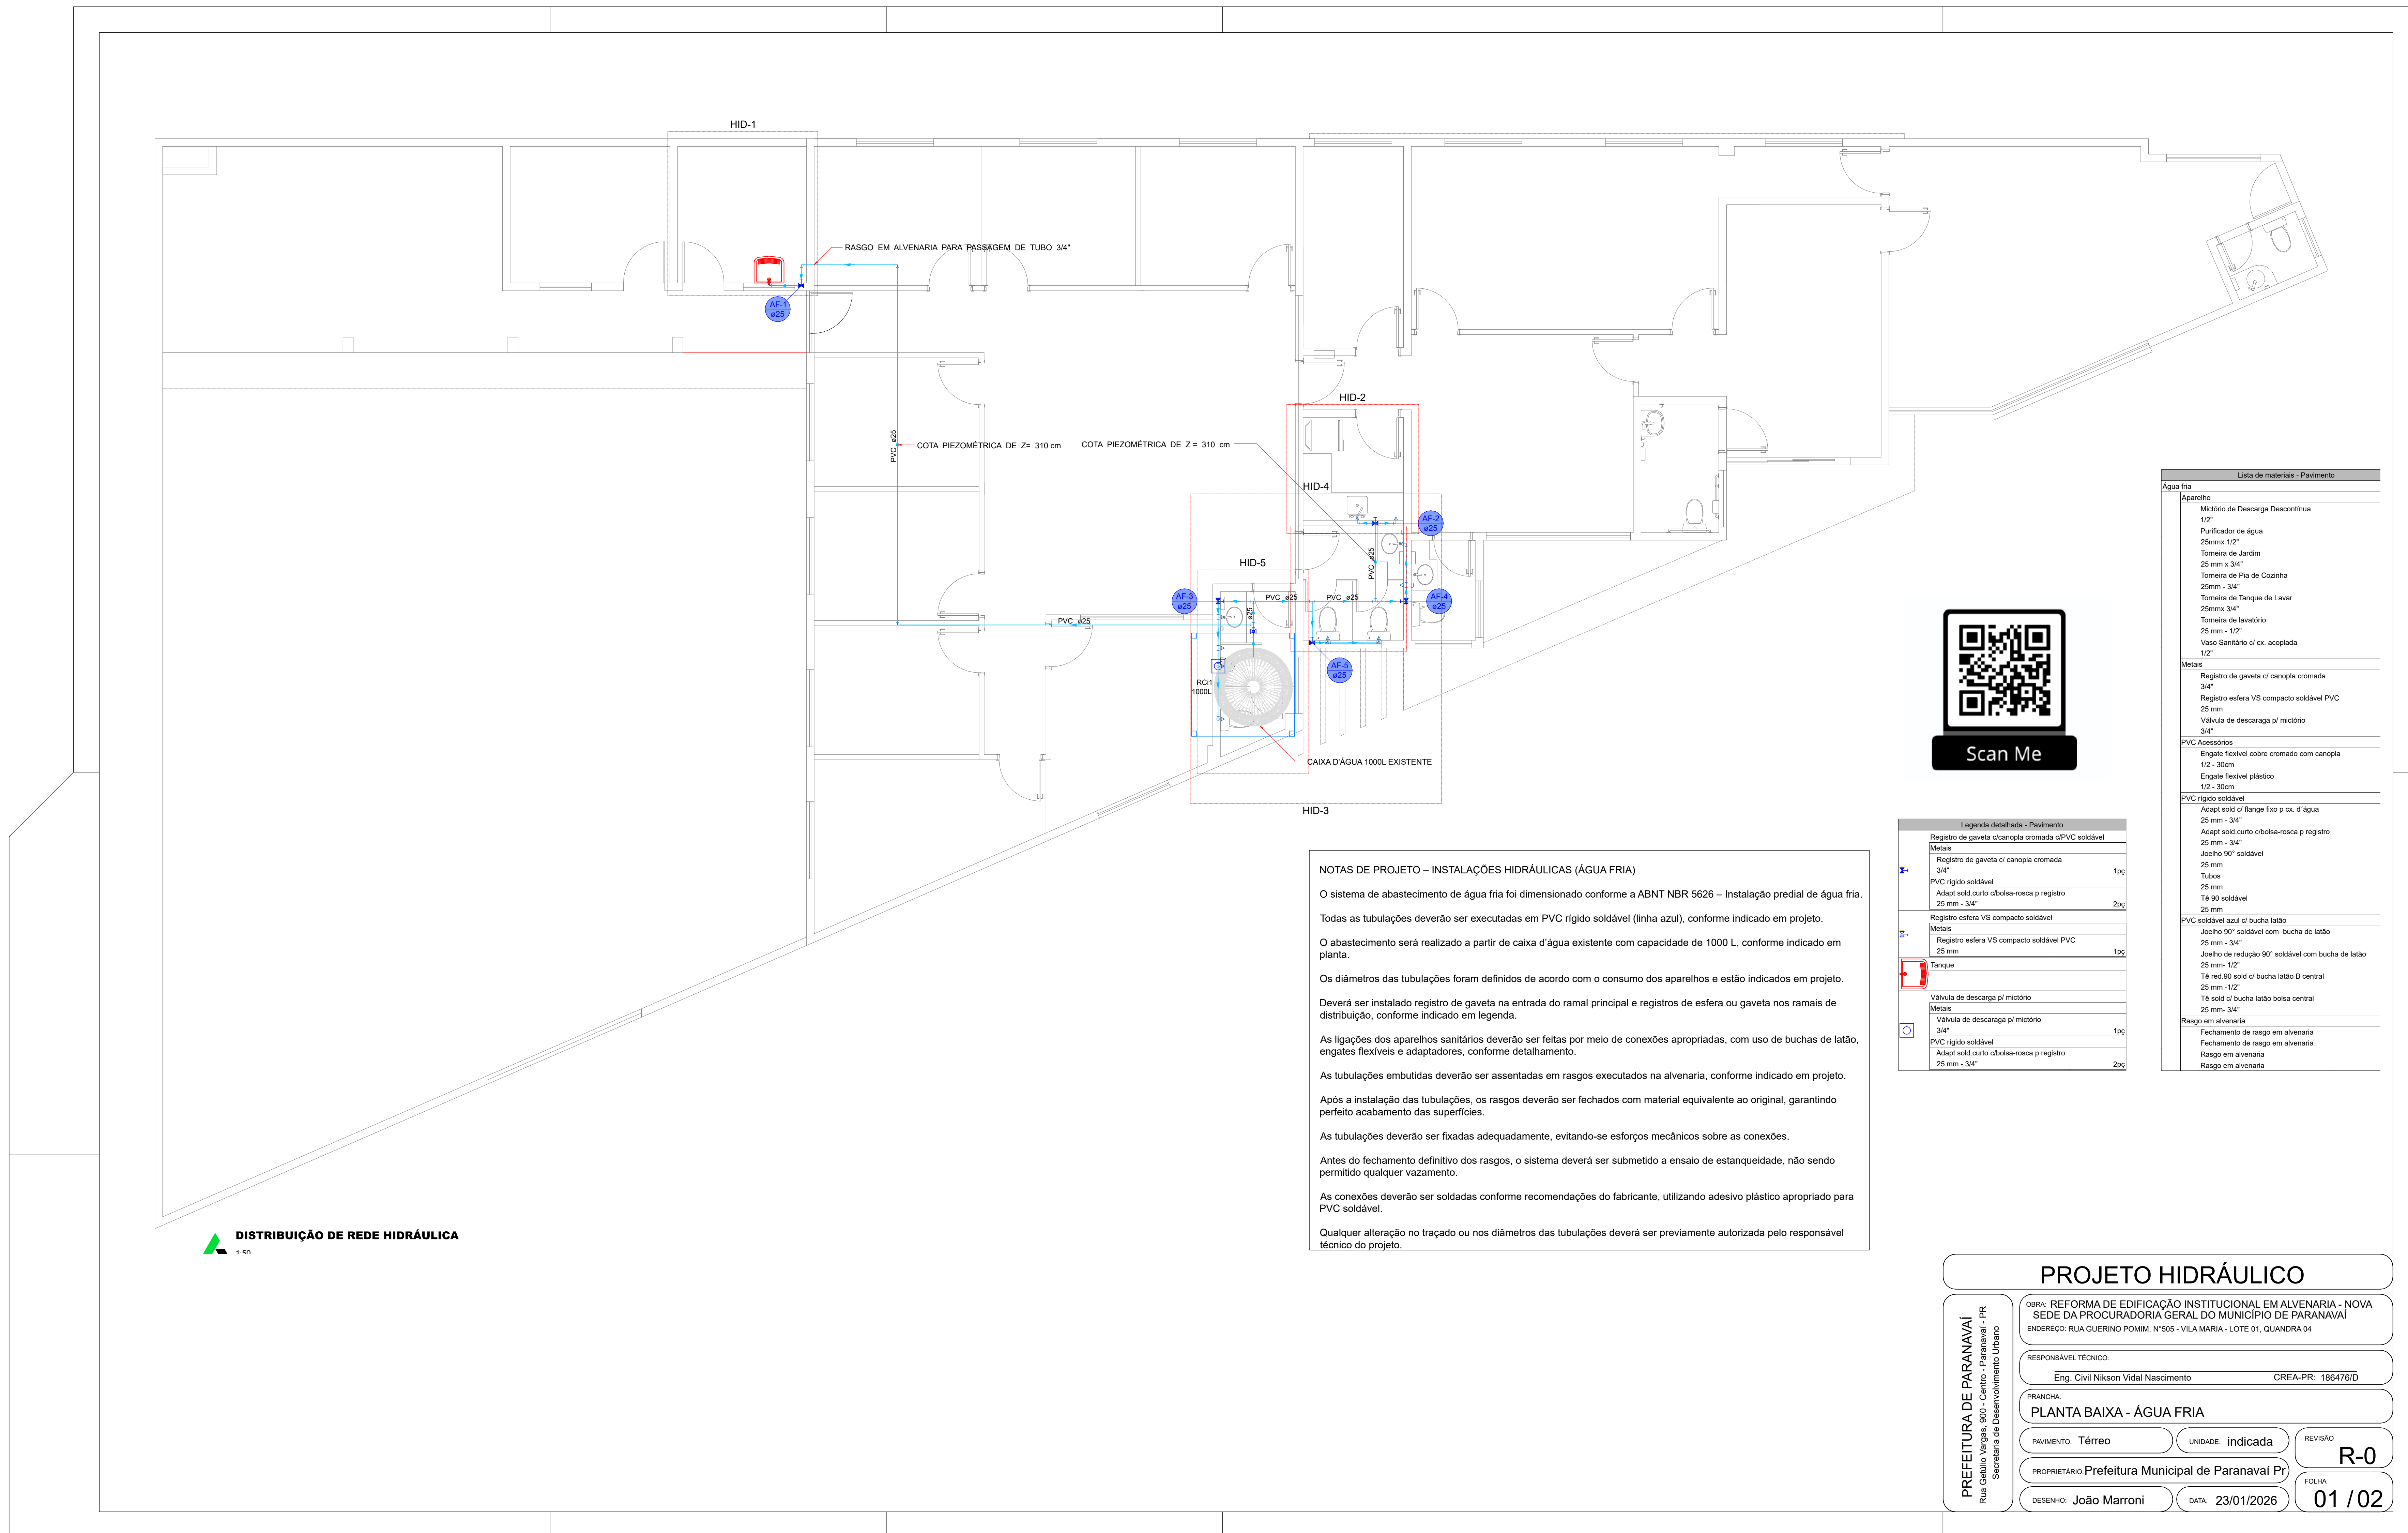 HID-1
RASGO EM ALVENARIA PARA PASSAGEM DE TUBO 3/4"
AF-1
ø25
PVC ø25
COTA PIEZOMÉTRICA DE Z= 310 cm
COTA PIEZOMÉTRICA DE Z = 310 cm
HID-2
HID-4
AF-2
ø25
PVC ø25
HID-5
AF-3
ø25
PVC ø25
PVC ø25
AF-4
ø25
ø25
PVC ø25
AF-5
ø25
RCi1
1000L
CAIXA D'ÁGUA 1000L EXISTENTE
HID-3
Scan Me
Lista de materiais - Pavimento
Água fria
Aparelho
Mictório de Descarga Descontínua
1/2"
Purificador de água
25mmx 1/2"
Torneira de Jardim
25 mm x 3/4"
Torneira de Pia de Cozinha
25mm - 3/4"
Torneira de Tanque de Lavar
25mmx 3/4"
Torneira de lavatório
25 mm - 1/2"
Vaso Sanitário c/ cx. acoplada
1/2"
Metais
Registro de gaveta c/ canopla cromada
3/4"
Registro esfera VS compacto soldável PVC
25 mm
Válvula de descaraga p/ mictório
3/4"
PVC Acessórios
Engate flexível cobre cromado com canopla
1/2 - 30cm
Engate flexível plástico
1/2 - 30cm
PVC rígido soldável
Adapt sold c/ flange fixo p cx. d´água
25 mm - 3/4"
Adapt sold.curto c/bolsa-rosca p registro
25 mm - 3/4"
Joelho 90° soldável
25 mm
Tubos
25 mm
Tê 90 soldável
25 mm
PVC soldável azul c/ bucha latão
Joelho 90° soldável com bucha de latão
25 mm - 3/4"
Joelho de redução 90° soldável com bucha de latão
25 mm- 1/2"
Tê red.90 sold c/ bucha latão B central
25 mm -1/2"
Tê sold c/ bucha latão bolsa central
25 mm- 3/4"
Rasgo em alvenaria
Fechamento de rasgo em alvenaria
Fechamento de rasgo em alvenaria
Rasgo em alvenaria
Rasgo em alvenaria
Legenda detalhada - Pavimento
Registro de gaveta c/canopla cromada c/PVC soldável
Metais
Registro de gaveta c/ canopla cromada
3/4" 1pç
PVC rígido soldável
Adapt sold.curto c/bolsa-rosca p registro
25 mm - 3/4" 2pç
Registro esfera VS compacto soldável
Metais
Registro esfera VS compacto soldável PVC
25 mm 1pç
Tanque
Válvula de descarga p/ mictório
Metais
Válvula de descaraga p/ mictório
3/4" 1pç
PVC rígido soldável
Adapt sold.curto c/bolsa-rosca p registro
25 mm - 3/4" 2pç
NOTAS DE PROJETO – INSTALAÇÕES HIDRÁULICAS (ÁGUA FRIA)
O sistema de abastecimento de água fria foi dimensionado conforme a ABNT NBR 5626 – Instalação predial de água fria.
Todas as tubulações deverão ser executadas em PVC rígido soldável (linha azul), conforme indicado em projeto.
O abastecimento será realizado a partir de caixa d’água existente com capacidade de 1000 L, conforme indicado em
planta.
Os diâmetros das tubulações foram definidos de acordo com o consumo dos aparelhos e estão indicados em projeto.
Deverá ser instalado registro de gaveta na entrada do ramal principal e registros de esfera ou gaveta nos ramais de
distribuição, conforme indicado em legenda.
As ligações dos aparelhos sanitários deverão ser feitas por meio de conexões apropriadas, com uso de buchas de latão,
engates flexíveis e adaptadores, conforme detalhamento.
As tubulações embutidas deverão ser assentadas em rasgos executados na alvenaria, conforme indicado em projeto.
Após a instalação das tubulações, os rasgos deverão ser fechados com material equivalente ao original, garantindo
perfeito acabamento das superfícies.
As tubulações deverão ser fixadas adequadamente, evitando-se esforços mecânicos sobre as conexões.
Antes do fechamento definitivo dos rasgos, o sistema deverá ser submetido a ensaio de estanqueidade, não sendo
permitido qualquer vazamento.
As conexões deverão ser soldadas conforme recomendações do fabricante, utilizando adesivo plástico apropriado para
PVC soldável.
Qualquer alteração no traçado ou nos diâmetros das tubulações deverá ser previamente autorizada pelo responsável
técnico do projeto.
DISTRIBUIÇÃO DE REDE HIDRÁULICA
1:50
PROJETO HIDRÁULICO
PREFEITURA DE PARANAVAÍ
Rua Getúlio Vargas, 900 - Centro - Paranavaí - PR
Secretaria de Desenvolvimento Urbano
OBRA: REFORMA DE EDIFICAÇÃO INSTITUCIONAL EM ALVENARIA - NOVA
SEDE DA PROCURADORIA GERAL DO MUNICÍPIO DE PARANAVAÍ
ENDEREÇO: RUA GUERINO POMIM, N°505 - VILA MARIA - LOTE 01, QUANDRA 04
RESPONSÁVEL TÉCNICO:
Eng. Civil Nikson Vidal Nascimento CREA-PR: 186476/D
PRANCHA:
PLANTA BAIXA - ÁGUA FRIA
PAVIMENTO: Térreo
UNIDADE: indicada
REVISÃO
R-0
PROPRIETÁRIO: Prefeitura Municipal de Paranavaí Pr
FOLHA
01 / 02
DESENHO: João Marroni
DATA: 23/01/2026